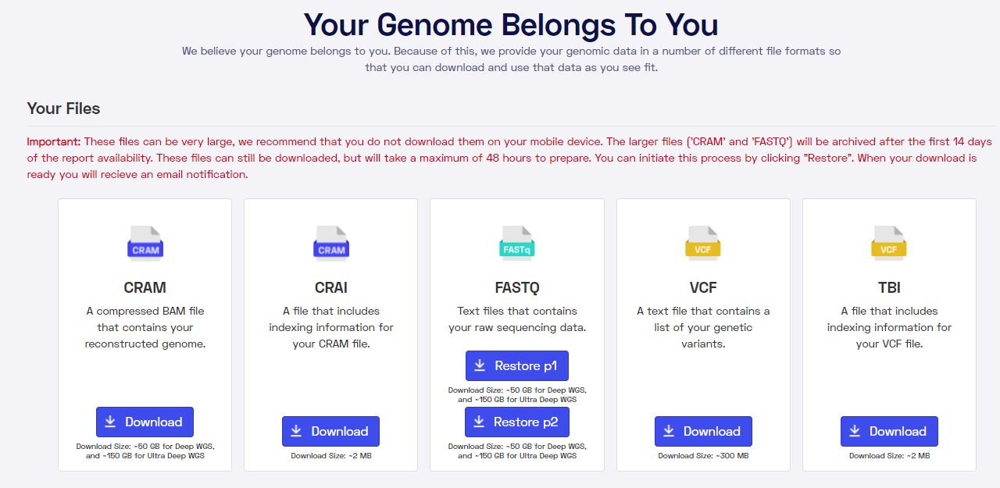 Your Genome Belongs To You
We believe your genome belongs to you. Because of this, we provide your genomic data in a number of different file formats so
that you can download and use that data as you see fit.
Your Files
Important: These files can be very large, we recommend that you do not download them on your mobile device. The larger files ('CRAM' and 'FASTQ') will be archived after the first 14 days
of the report availability. These files can still be downloaded, but will take a maximum of 48 hours to prepare. You can initiate this process by clicking "Restore". When your download is
ready you will recieve an email notification.
CRAM
CRAM
A compressed BAM file
that contains your
reconstructed genome.
Download
Download Size: ~50 GB for Deep WGS,
and ~150 GB for Ultra Deep WGS
CRAM
CRAI
A file that includes
indexing information for
your CRAM file.
Download
Download Size: ~2 MB
FASTq
FASTQ
Text files that contains
your raw sequencing data.
Restore p1
Download Size: ~50 GB for Deep WGS,
and ~150 GB for Ultra Deep WGS
Restore p2
Download Size: ~50 GB for Deep WGS,
and ~150 GB for Ultra Deep WGS
VCF
VCF
A text file that contains a
list of your genetic
variants.
Download
Download Size: ~300 MB
VCF
TBI
A file that includes
indexing information for
your VCF file.
Download
Download Size: ~2 MB